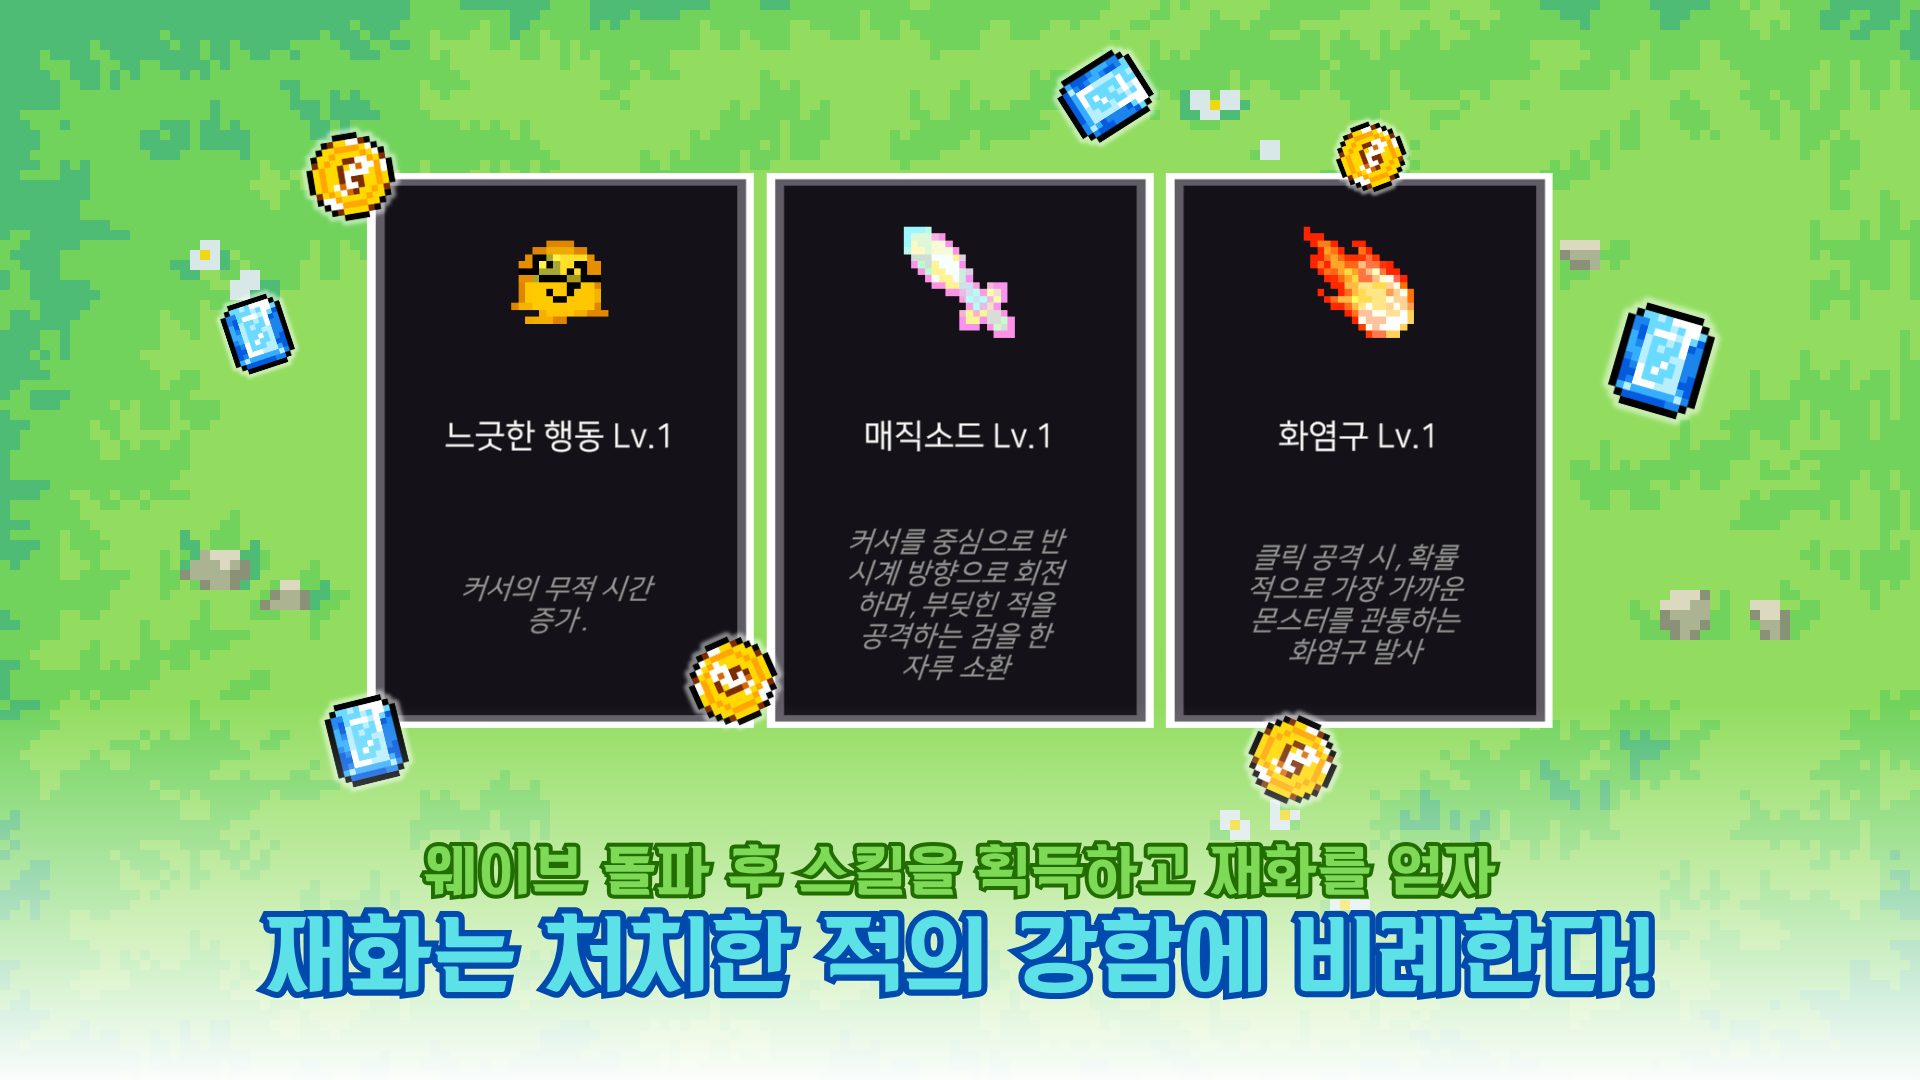 느긋한 행동 Lv.1
커서의 무적 시간
증가.
매직소드 Lv.1
커서를 중심으로 반
시계 방향으로 회전
하며, 부딪힌 적을
공격하는 검을 한
자루 소환
화염구 Lv.1
클릭 공격 시, 확률
적으로 가장 가까운
몬스터를 관통하는
화염구 발사
웨이브 돌파 후 스킬을 획득하고 재화를 얻자
재화는 처치한 적의 강함에 비례한다!